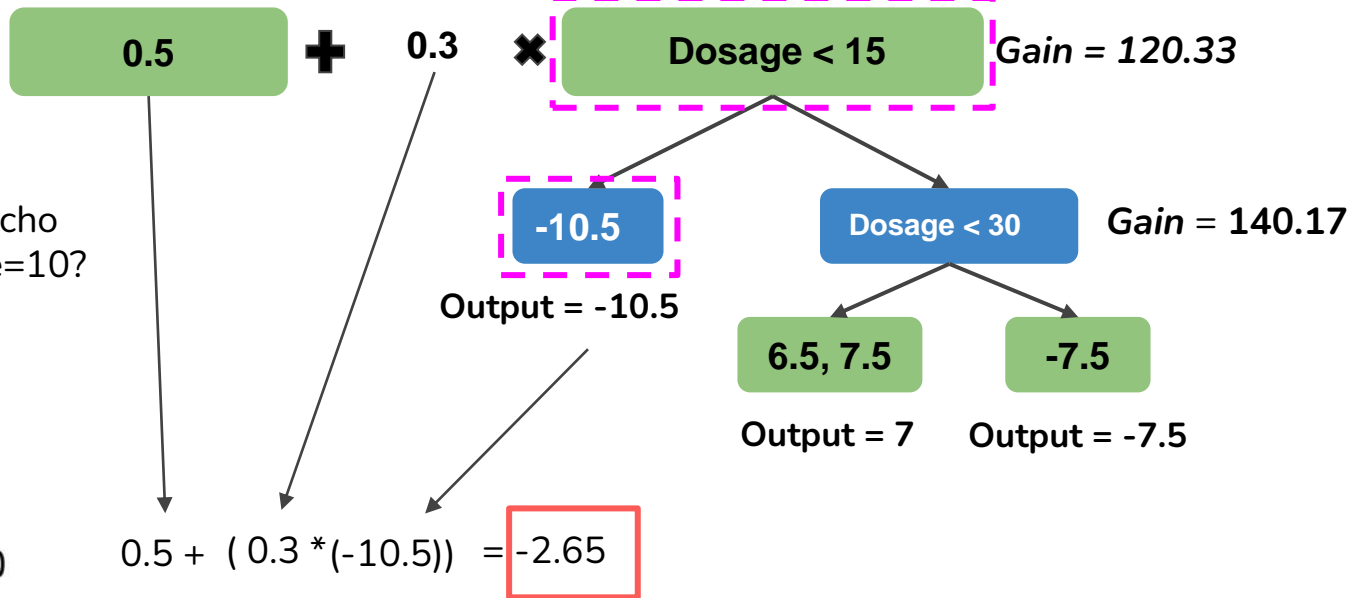 0.5 + 0.3 × Dosage < 15 Gain = 120.33
cho
=10?
-10.5 Dosage < 30 Gain = 140.17
Output = -10.5
6.5, 7.5 -7.5
Output = 7 Output = -7.5
0.5 + ( 0.3 *(-10.5)) = -2.65